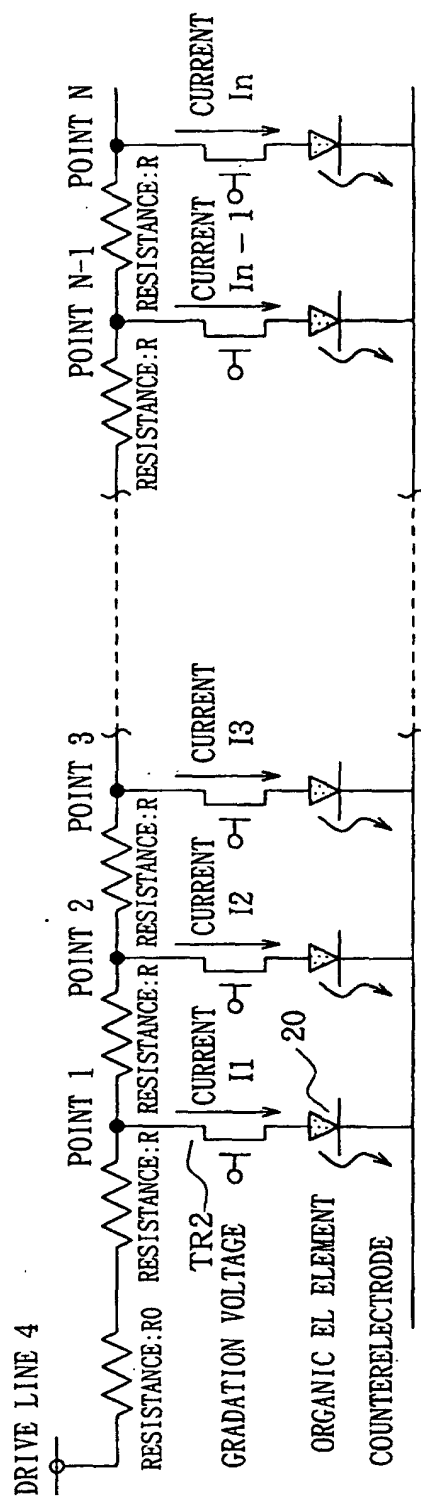 DRIVE LINE 4
POINT 1
POINT 2
POINT 3
POINT N-1
POINT N
RESISTANCE:R0
RESISTANCE:R
RESISTANCE:R
RESISTANCE:R
RESISTANCE:R
RESISTANCE:R
TR2
CURRENT
I1
CURRENT
I2
CURRENT
I3
CURRENT
In-1
CURRENT
In
GRADATION VOLTAGE
20
ORGANIC EL ELEMENT
COUNTERELECTRODE